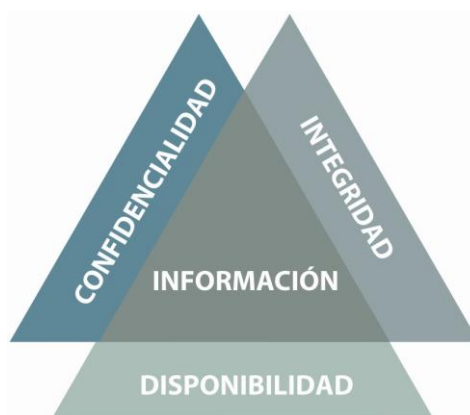 CONFIDENCIALIDAD
INTEGRIDAD
INFORMACIÓN
DISPONIBILIDAD